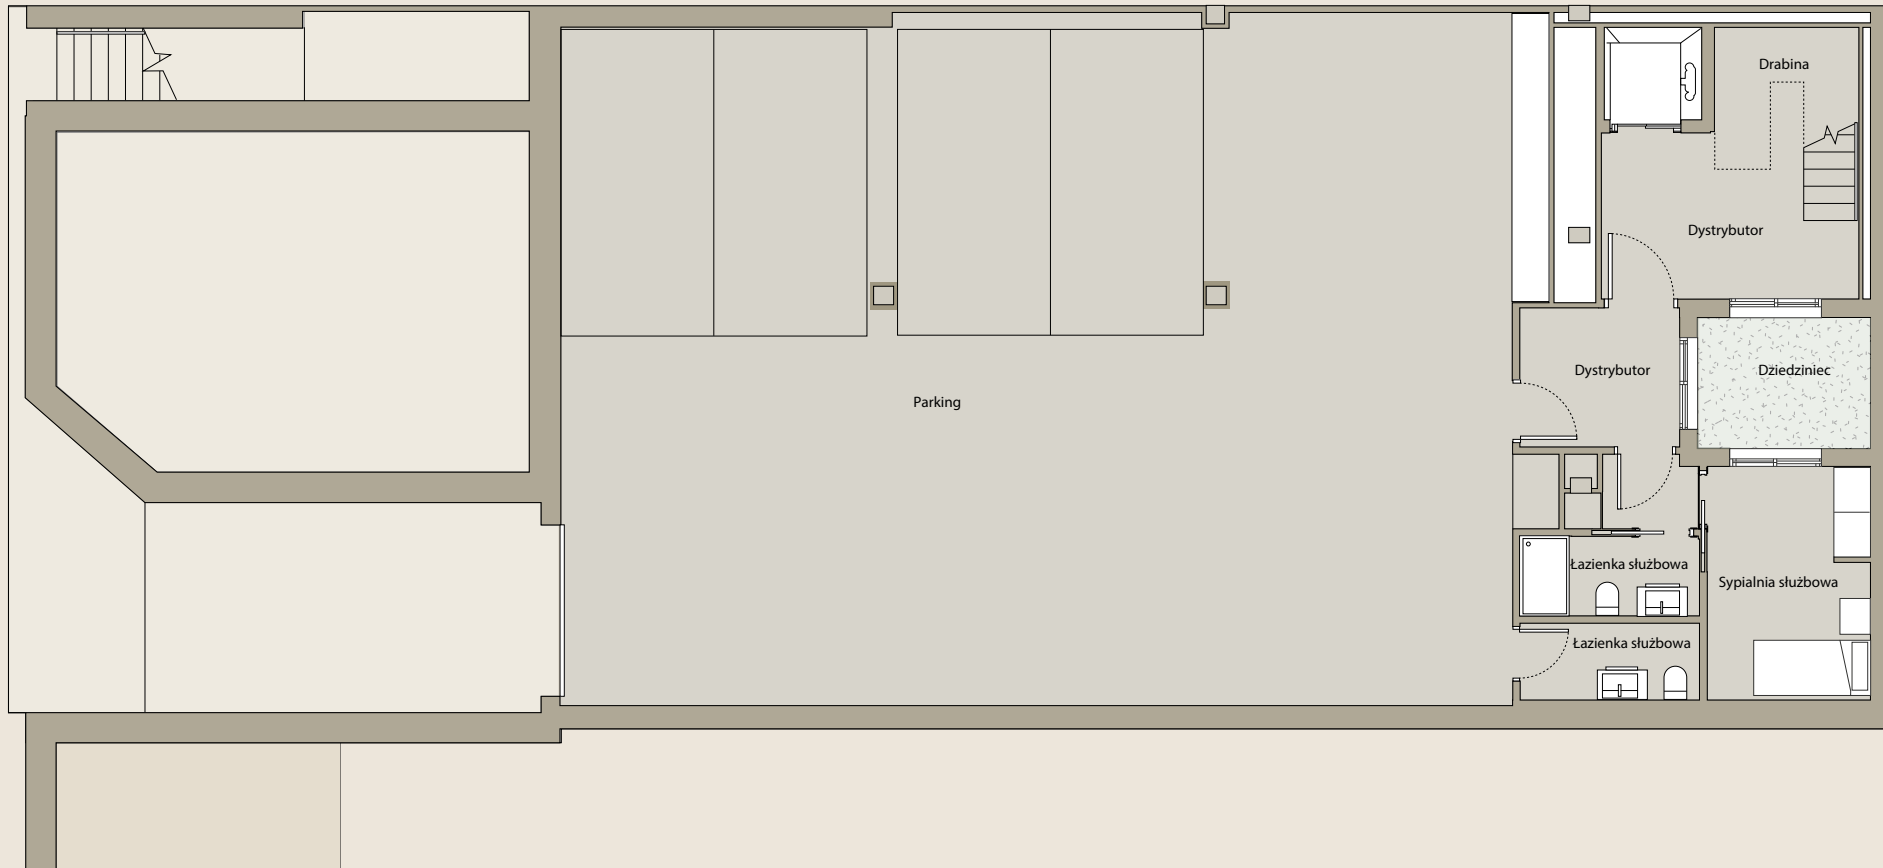 Drabina
Dystrybutor
Dystrybutor
Dziedziniec
Parking
Łazienka służbowa
Sypialnia służbowa
Łazienka służbowa